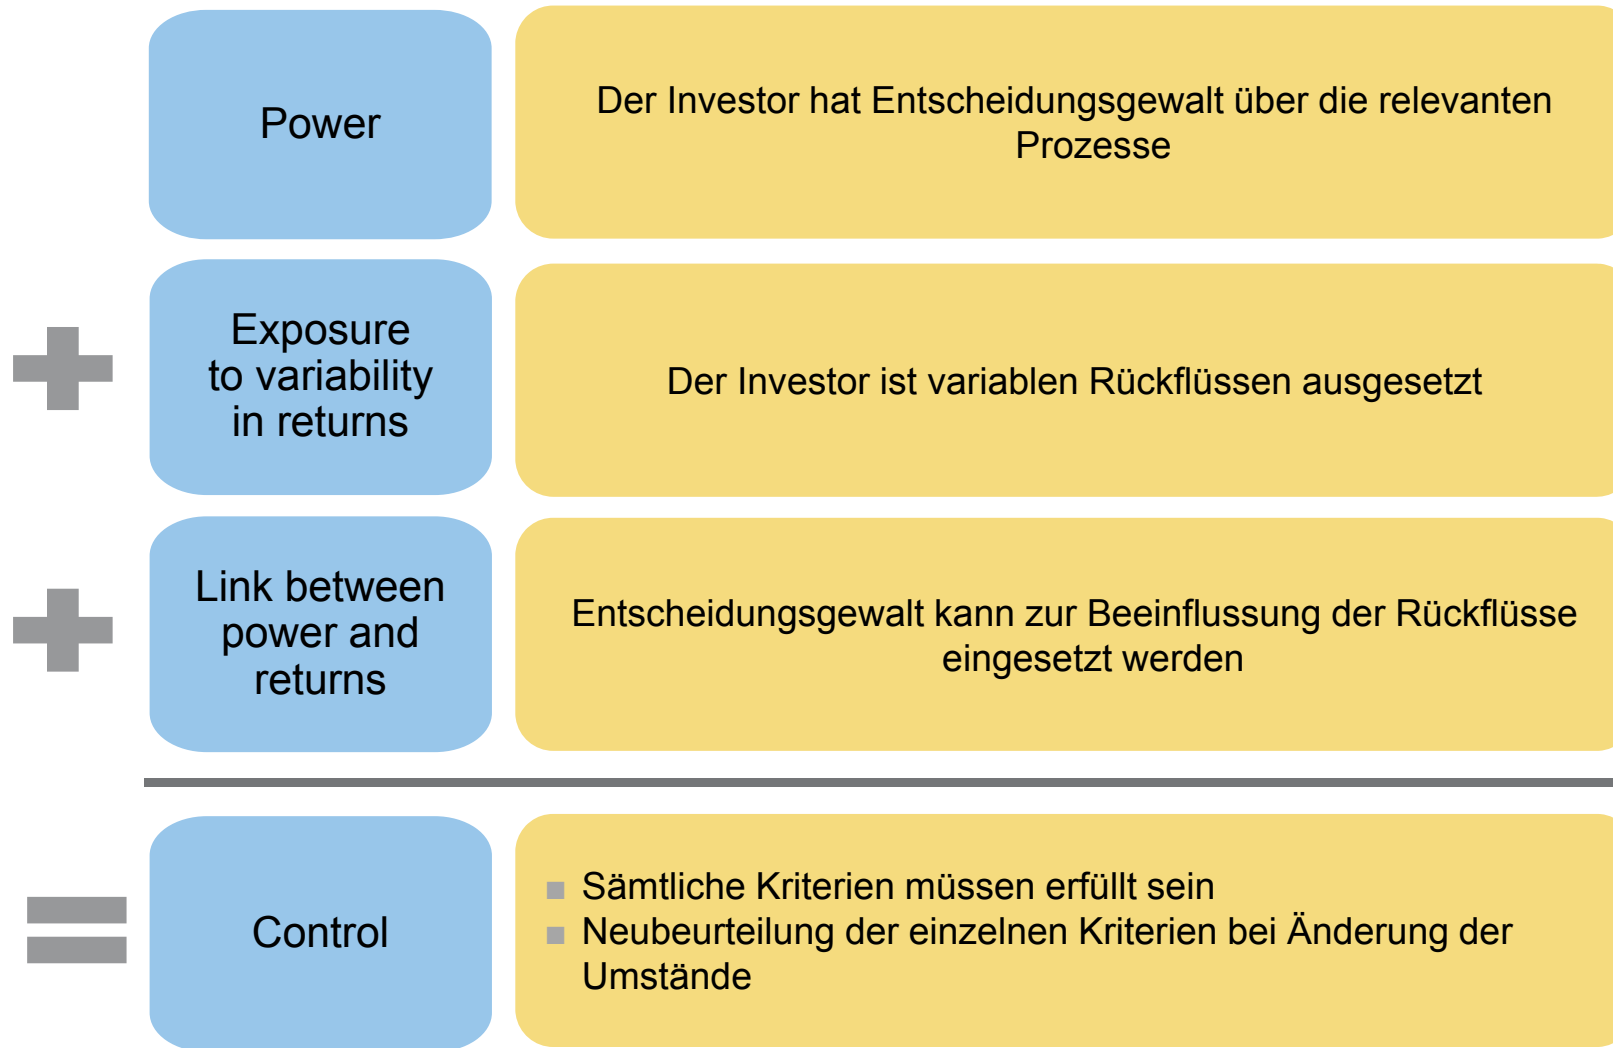 Power
Der Investor hat Entscheidungsgewalt über die relevanten
Prozesse
Exposure
to variability
in returns
Der Investor ist variablen Rückflüssen ausgesetzt
Link between
power and
returns
Entscheidungsgewalt kann zur Beeinflussung der Rückflüsse
eingesetzt werden
Control
■ Sämtliche Kriterien müssen erfüllt sein
■ Neubeurteilung der einzelnen Kriterien bei Änderung der
Umstände